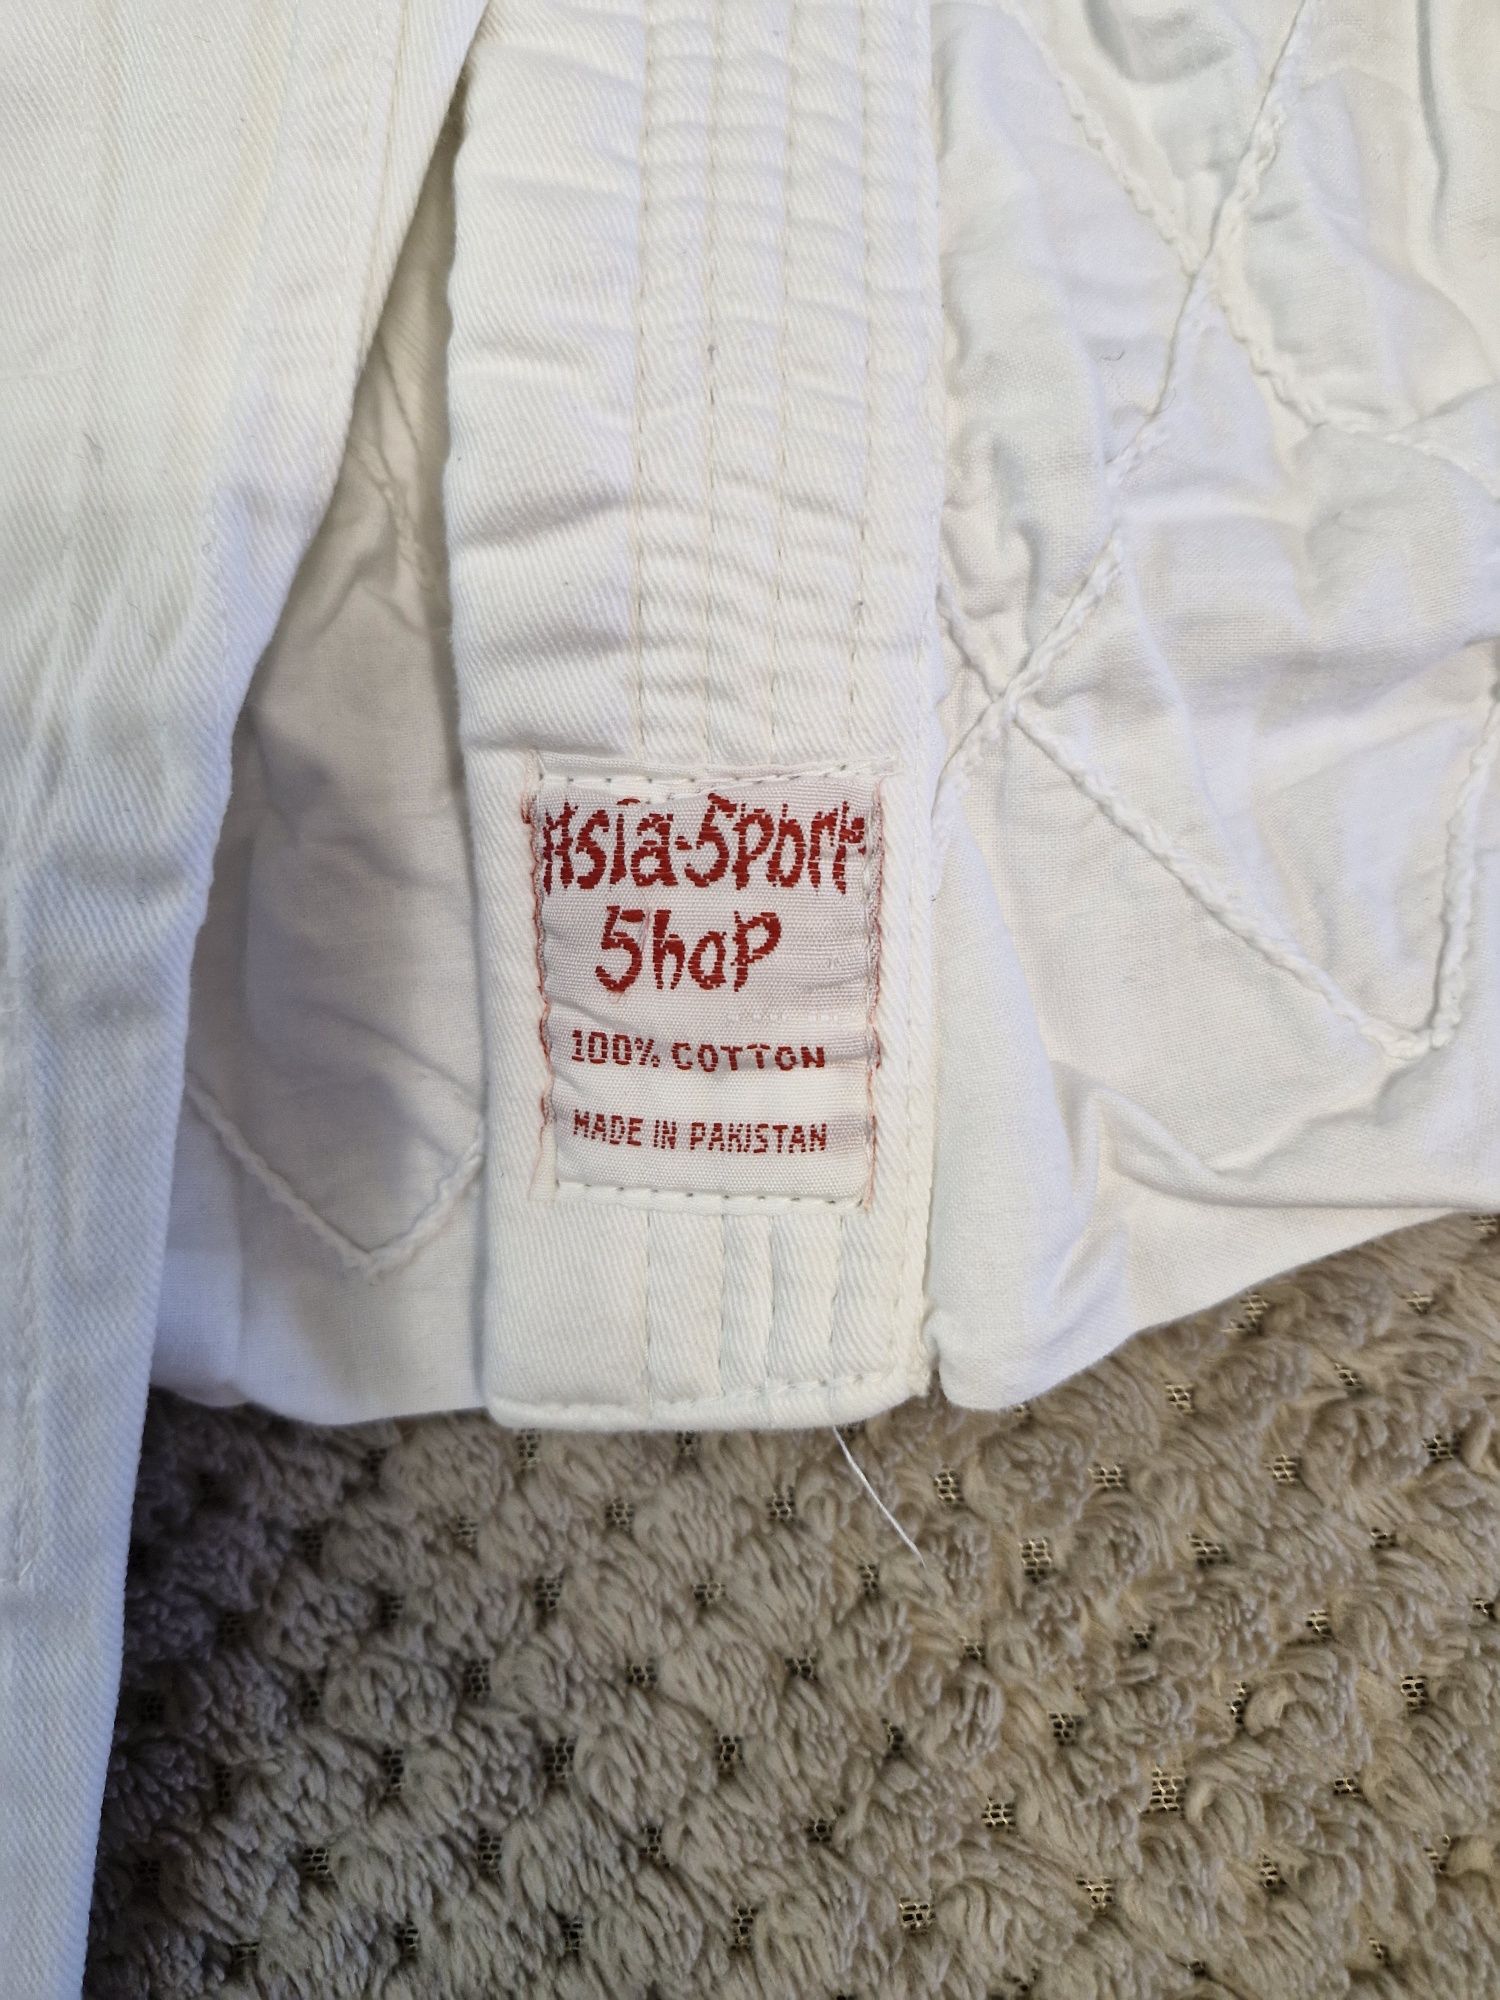 Asia-Sport
Shop
100% COTTON
MADE IN PAKISTAN